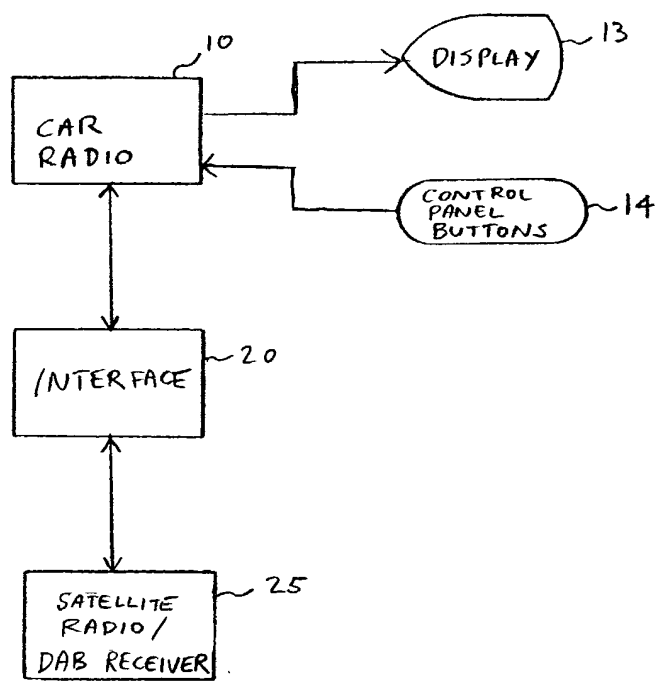 10
CAR
RADIO
DISPLAY
13
CONTROL
PANEL
BUTTONS
14
INTERFACE
20
SATELLITE
RADIO/
DAB RECEIVER
25